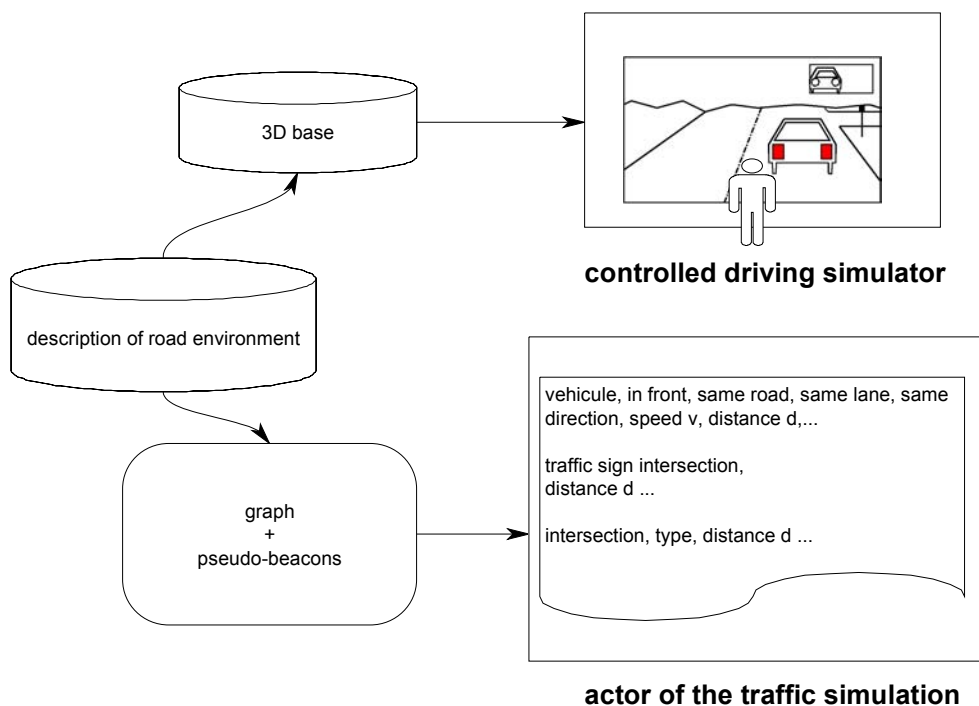 3D base
controlled driving simulator
description of road environment
vehicule, in front, same road, same lane, same
direction, speed v, distance d,...
traffic sign intersection,
distance d ...
intersection, type, distance d ...
graph
+
pseudo-beacons
actor of the traffic simulation